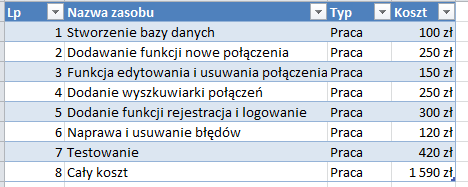 Lp Nazwa zasobu Typ Koszt
1 Stworzenie bazy danych Praca 100 zł
2 Dodawanie funkcji nowe połączenia Praca 250 zł
3 Funkcja edytowania i usuwania połączenia Praca 150 zł
4 Dodanie wyszkuwiarki połączeń Praca 250 zł
5 Dodanie funkcji rejestracja i logowanie Praca 300 zł
6 Naprawa i usuwanie błędów Praca 120 zł
7 Testowanie Praca 420 zł
8 Cały koszt Praca 1 590 zł